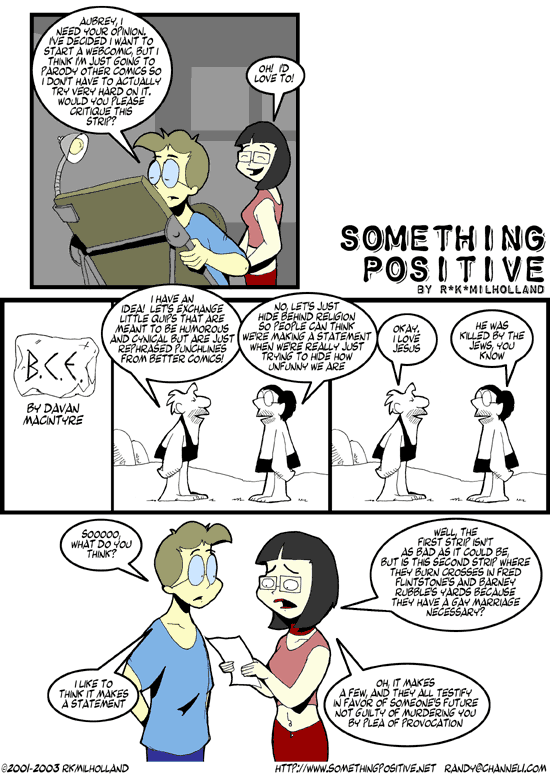 AUBREY, I
NEED YOUR OPINION.
I'VE DECIDED I WANT TO
START A WEBCOMIC, BUT I
THINK I'M JUST GOING TO
PARODY OTHER COMICS SO
I DON'T HAVE TO ACTUALLY
TRY VERY HARD ON IT.
WOULD YOU PLEASE
CRITIQUE THIS
STRIP?
OH! I'D
LOVE TO!
SOMETHING
POSITIVE
BY R*K*MILHOLLAND
B.C.E.
BY DAVAN
MACINTYRE
I HAVE AN
IDEA! LET'S EXCHANGE
LITTLE QUIPS THAT ARE
MEANT TO BE HUMOROUS
AND CYNICAL BUT ARE JUST
REPHRASED PUNCHLINES
FROM BETTER COMICS!
NO, LET'S JUST
HIDE BEHIND RELIGION
SO PEOPLE CAN THINK
WE'RE MAKING A STATEMENT
WHEN WE'RE REALLY JUST
TRYING TO HIDE HOW
UNFUNNY WE ARE
OKAY.
I LOVE
JESUS
HE WAS
KILLED BY THE
JEWS, YOU
KNOW
SOOOOO,
WHAT DO YOU
THINK?
WELL, THE
FIRST STRIP ISN'T
AS BAD AS IT COULD BE,
BUT IS THIS SECOND STRIP WHERE
THEY BURN CROSSES IN FRED
FLINTSTONE'S AND BARNEY
RUBBLE'S YARDS BECAUSE
THEY HAVE A GAY MARRIAGE
NECESSARY?
I LIKE TO
THINK IT MAKES
A STATEMENT
OH, IT MAKES
A FEW, AND THEY ALL TESTIFY
IN FAVOR OF SOMEONE'S FUTURE
NOT GUILTY OF MURDERING YOU
BY PLEA OF PROVOCATION
©2001-2003 RKMILHOLLAND
HTTP://WWW.SOMETHINGPOSITIVE.NET RANDY@CHANNEL1.COM